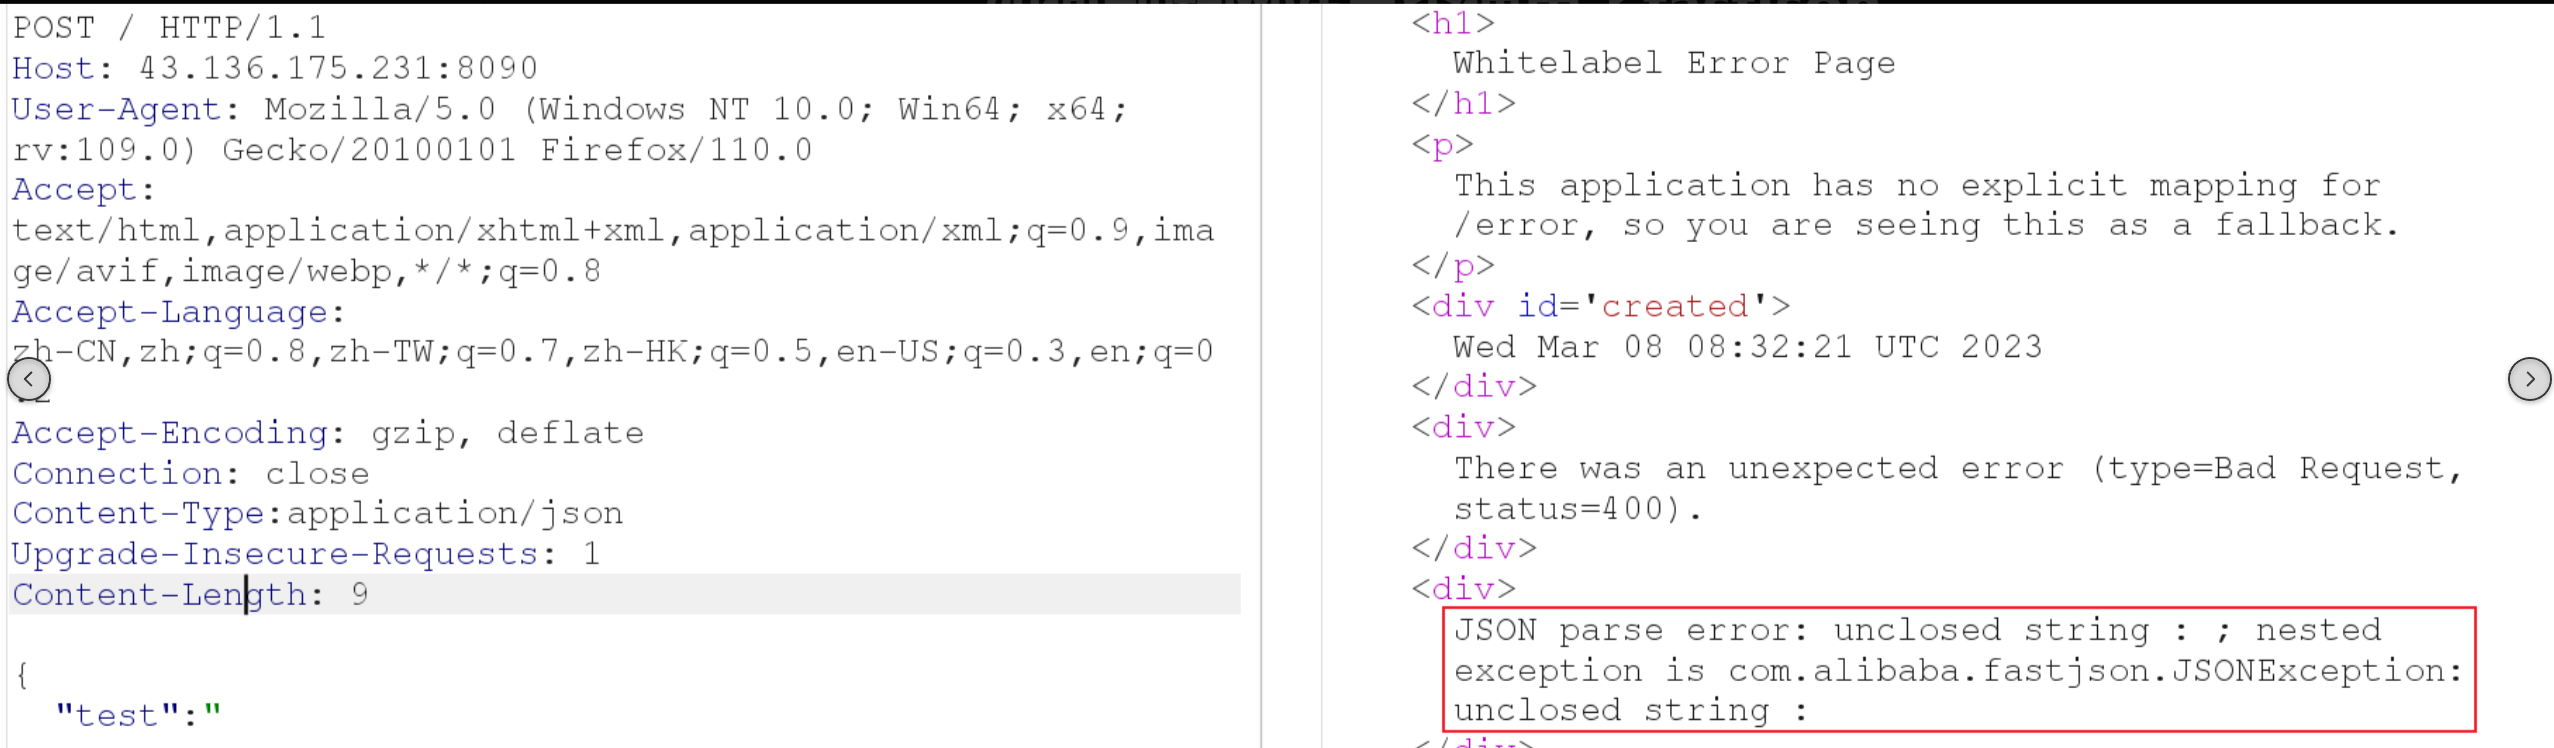 POST / HTTP/1.1
Host: 43.136.175.231:8090
User-Agent: Mozilla/5.0 (Windows NT 10.0; Win64; x64;
rv:109.0) Gecko/20100101 Firefox/110.0
Accept:
text/html,application/xhtml+xml,application/xml;q=0.9,ima
ge/avif,image/webp,*/*;q=0.8
Accept-Language:
zh-CN,zh;q=0.8,zh-TW;q=0.7,zh-HK;q=0.5,en-US;q=0.3,en;q=0
Accept-Encoding: gzip, deflate
Connection: close
Content-Type:application/json
Upgrade-Insecure-Requests: 1
Content-Length: 9
{
"test":"
<h1>
Whitelabel Error Page
</h1>
<p>
This application has no explicit mapping for
/error, so you are seeing this as a fallback.
</p>
<div id='created'>
Wed Mar 08 08:32:21 UTC 2023
</div>
<div>
There was an unexpected error (type=Bad Request,
status=400).
</div>
<div>
JSON parse error: unclosed string : ; nested
exception is com.alibaba.fastjson.JSONException:
unclosed string :
</div>